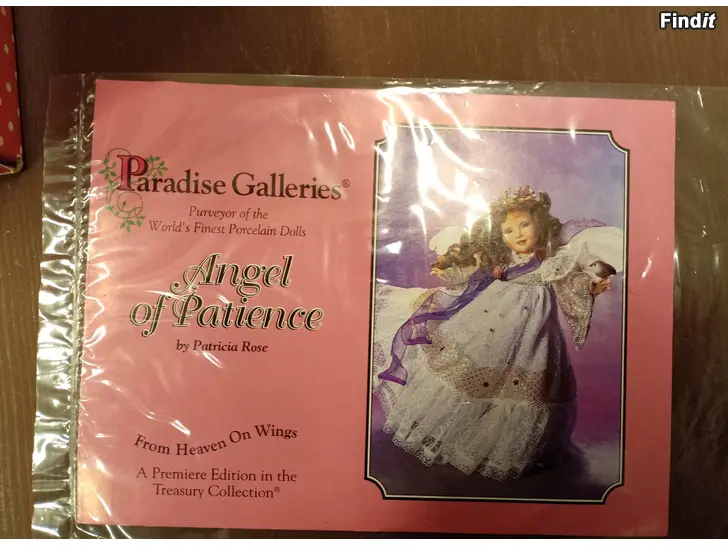 Findit
Paradise Galleries®
Purveyor of the
World's Finest Porcelain Dolls
Angel
of Patience
by Patricia Rose
From Heaven On Wings
A Premiere Edition in the
Treasury Collection®